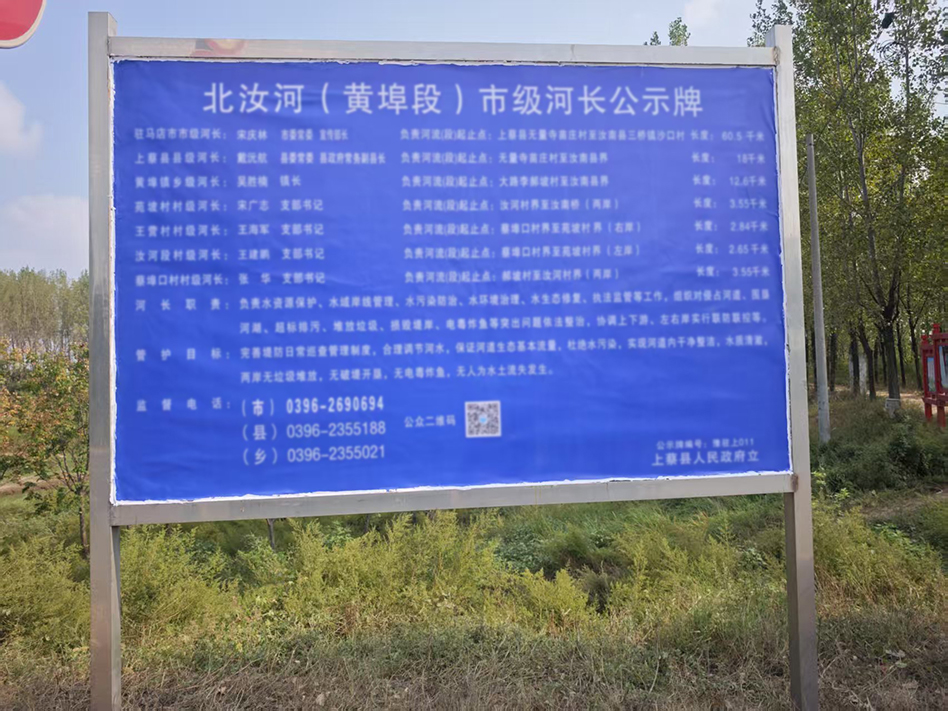 北汝河（黄埠段）市级河长公示牌
驻马店市市级河长： 宋庆林 市委常委 宣传部长 负责河流(段)起止点：上蔡县无量寺南庄村至汝南县三桥镇沙口村 长度： 60.5 千米
上蔡县县级河长： 戴沅航 县委常委 县政府常务副县长 负责河流(段)起止点：无量寺南庄村至汝南县界 长度： 18千米
黄埠镇乡级河长： 吴胜楠 镇长 负责河流(段)起止点：大路李郝坡村至汝南县界 长度： 12.6千米
苑坡村村级河长： 宋广志 支部书记 负责河流(段)起止点：汝河村界至汝南桥（两岸） 长度： 3.55千米
王营村村级河长： 王海军 支部书记 负责河流(段)起止点：蔡埠口村界至苑坡村界（右岸） 长度： 2.84千米
汝河段村级河长： 王建鹏 支部书记 负责河流(段)起止点：蔡埠口村界至苑坡村界（左岸） 长度： 2.65千米
蔡埠口村村级河长： 张 华 支部书记 负责河流(段)起止点：郝坡村至汝河村界（两岸） 长度： 3.55千米
河长职责： 负责水资源保护、水域岸线管理、水污染防治、水环境治理、水生态修复、执法监管等工作，组织对侵占河道、围垦
河湖、超标排污、堆放垃圾、损毁堤岸、电毒炸鱼等突出问题依法整治，协调上下游、左右岸实行联防联控等。
管护目标： 完善堤防日常巡查管理制度，合理调节河水，保证河道生态基本流量，杜绝水污染，实现河道内干净整洁，水质清澈，
两岸无垃圾堆放，无破堤开垦，无电毒炸鱼，无人为水土流失发生。
监督电话： （市）0396-2690694
（县）0396-2355188 公众二维码
（乡）0396-2355021
公示牌编号：豫驻上011
上蔡县人民政府立